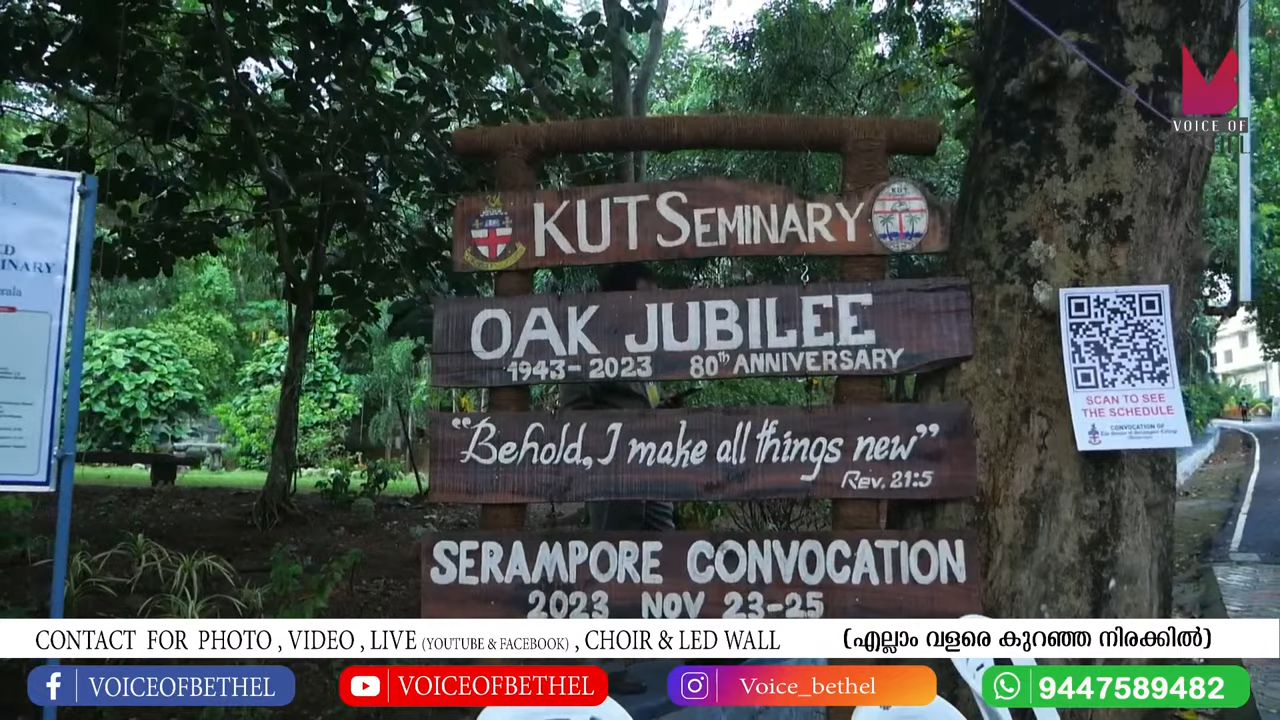 VOICE OF
KUT SEMINARY
OAK JUBILEE
1943-2023 80th ANNIVERSARY
"Behold, I make all things new"
Rev. 21:5
SERAMPORE CONVOCATION
2023 NOV 23-25
SCAN TO SEE
THE SCHEDULE
CONVOCATION OF
CONTACT FOR PHOTO , VIDEO , LIVE (YOUTUBE & FACEBOOK) , CHOIR & LED WALL (എല്ലാം വളരെ കുറഞ്ഞ നിരക്കിൽ)
VOICEOFBETHEL VOICEOFBETHEL Voice_bethel 9447589482